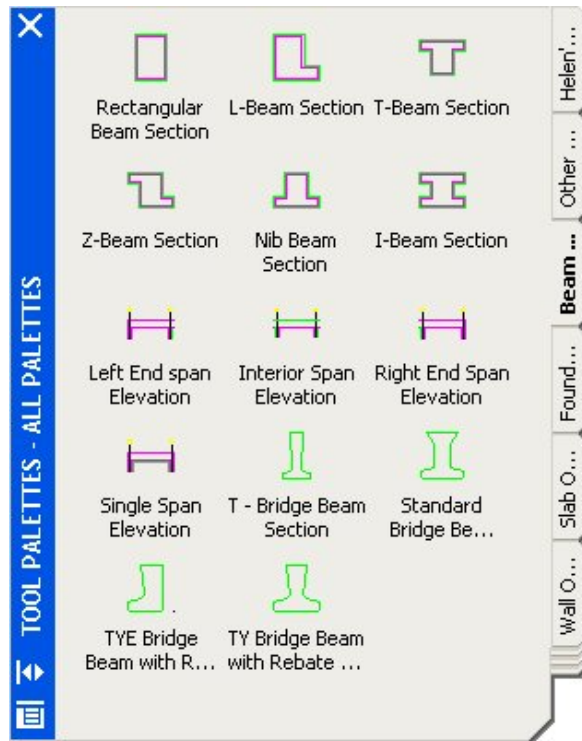 TOOL PALETTES - ALL PALETTES
Rectangular
Beam Section
L-Beam Section
T-Beam Section
Z-Beam Section
Nib Beam
Section
I-Beam Section
Left End span
Elevation
Interior Span
Elevation
Right End Span
Elevation
Single Span
Elevation
T - Bridge Beam
Section
Standard
Bridge Be...
TYE Bridge
Beam with R...
TY Bridge Beam
with Rebate ...
Helen'...
Other ...
Beam ...
Found...
Slab O...
Wall O...